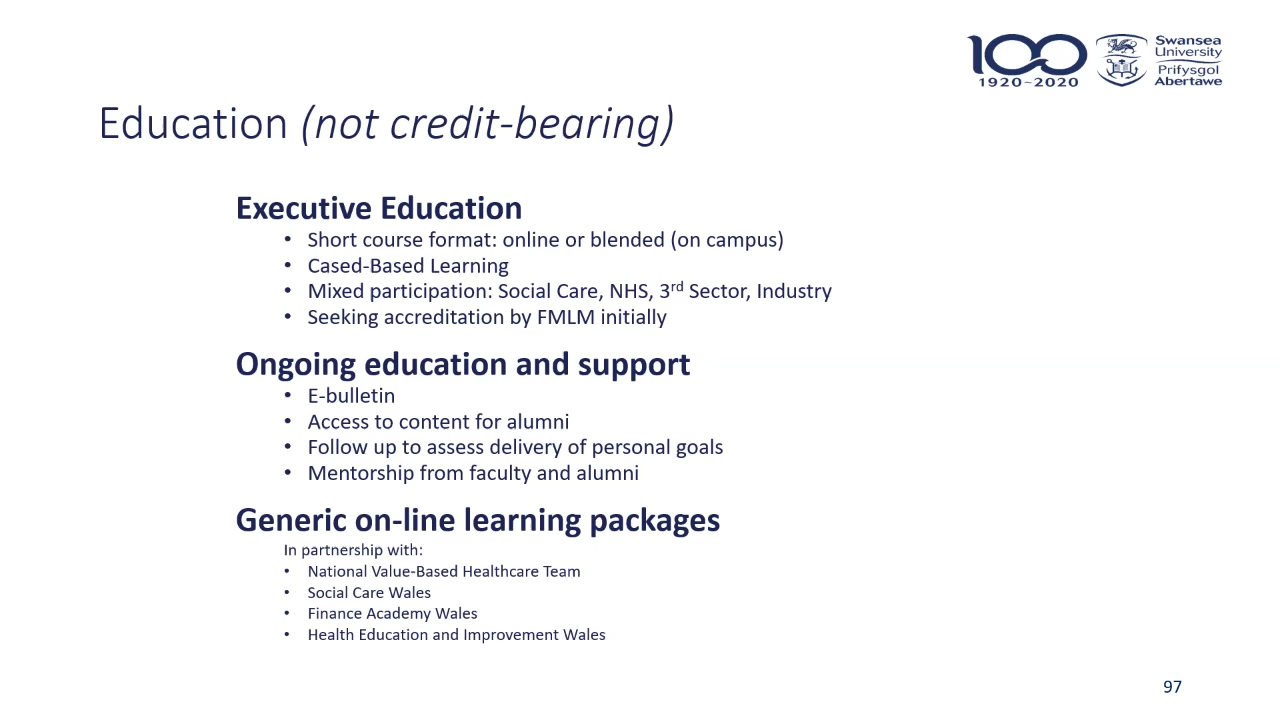 100
1920~2020
Swansea
University
Prifysgol
Abertawe
Education (not credit-bearing)
Executive Education
• Short course format: online or blended (on campus)
• Cased-Based Learning
• Mixed participation: Social Care, NHS, 3rd Sector, Industry
• Seeking accreditation by FMLM initially
Ongoing education and support
• E-bulletin
• Access to content for alumni
• Follow up to assess delivery of personal goals
• Mentorship from faculty and alumni
Generic on-line learning packages
In partnership with:
• National Value-Based Healthcare Team
• Social Care Wales
• Finance Academy Wales
• Health Education and Improvement Wales
97